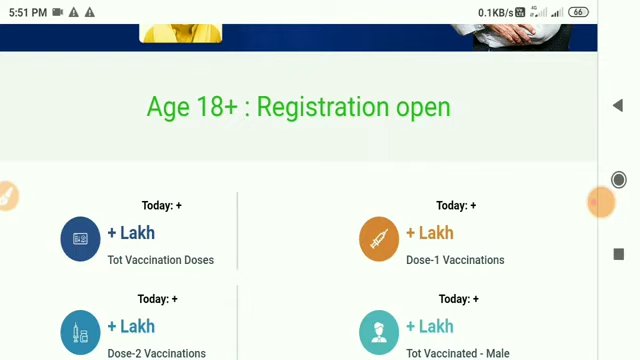 5:51 PM
0.1KB/s
4G
66
Age 18+ : Registration open
Today: +
+ Lakh
Tot Vaccination Doses
Today: +
+ Lakh
Dose-1 Vaccinations
Today: +
+ Lakh
Dose-2 Vaccinations
Today: +
+ Lakh
Tot Vaccinated - Male